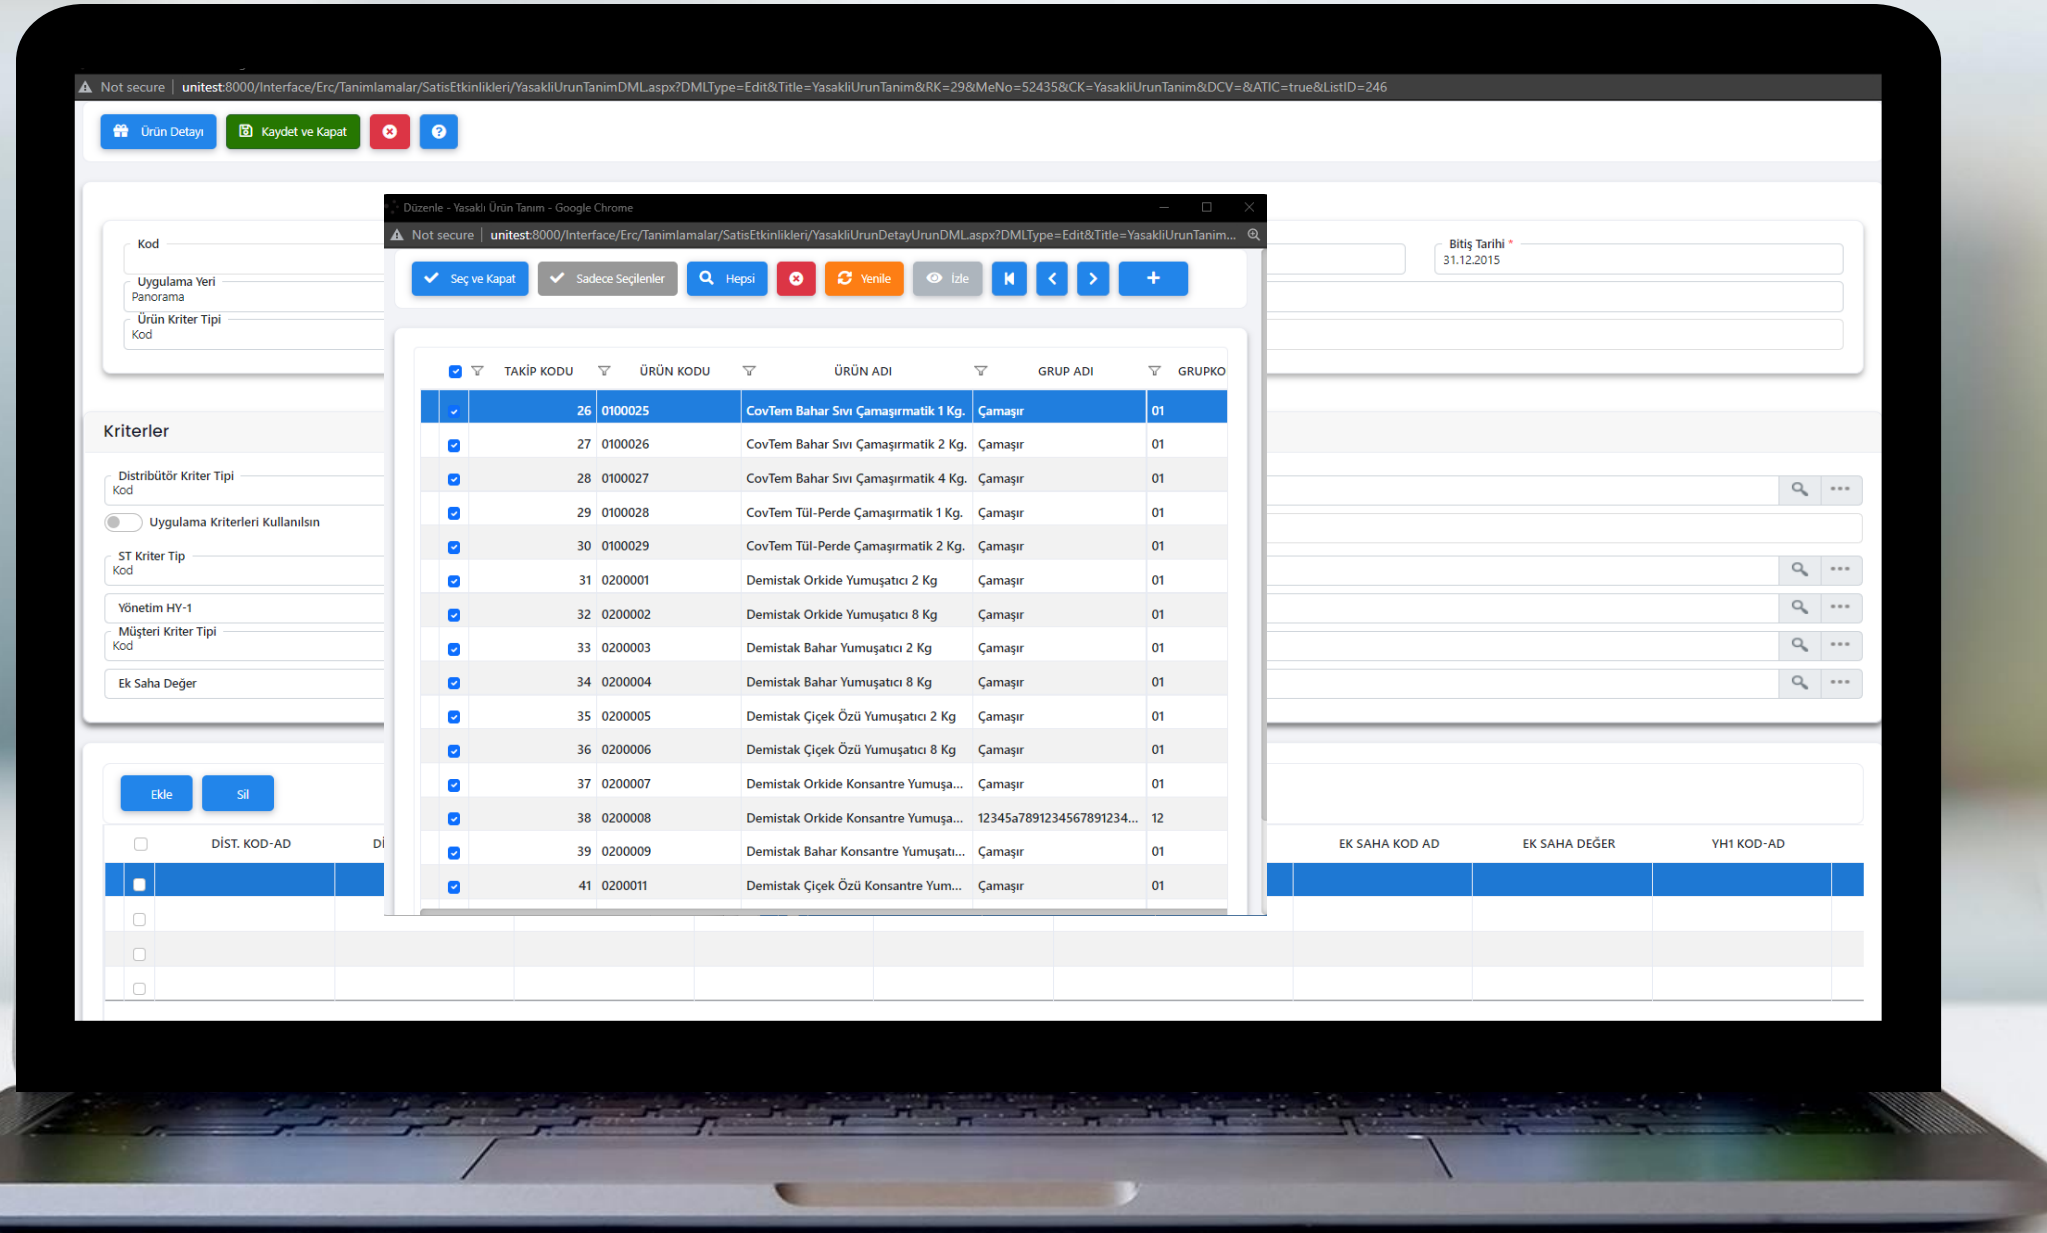 Not secure | unitest:8000/Interface/Erc/Tanimlamalar/SatisEtkinlikleri/YasakliUrunTanimDML.aspx?DMLType=Edit&Title=YasakliUrunTanim&RK=29&MeNo=52435&CK=YasakliUrunTanim&DCV=&ATIC=true&ListID=246
Ürün Detayı Kaydet ve Kapat
Kod
Uygulama Yeri
Panorama
Ürün Kriter Tipi
Kod
Bitiş Tarihi *
31.12.2015
Kriterler
Distribütör Kriter Tipi
Kod
Uygulama Kriterleri Kullanılsın
ST Kriter Tip
Kod
Yönetim HY-1
Müşteri Kriter Tipi
Kod
Ek Saha Değer
Ekle Sil
DİST. KOD-AD Dİ EK SAHA KOD AD EK SAHA DEĞER YH1 KOD-AD
Düzenle - Yasaklı Ürün Tanım - Google Chrome
Not secure | unitest:8000/Interface/Erc/Tanimlamalar/SatisEtkinlikleri/YasakliUrunDetayUrunDML.aspx?DMLType=Edit&Title=YasakliUrunTanim...
Seç ve Kapat Sadece Seçilenler Hepsi Yenile İzle
TAKİP KODU ÜRÜN KODU ÜRÜN ADI GRUP ADI GRUPKO
26 0100025 CovTem Bahar Sıvı Çamaşırmatik 1 Kg. Çamaşır 01
27 0100026 CovTem Bahar Sıvı Çamaşırmatik 2 Kg. Çamaşır 01
28 0100027 CovTem Bahar Sıvı Çamaşırmatik 4 Kg. Çamaşır 01
29 0100028 CovTem Tül-Perde Çamaşırmatik 1 Kg. Çamaşır 01
30 0100029 CovTem Tül-Perde Çamaşırmatik 2 Kg. Çamaşır 01
31 0200001 Demistak Orkide Yumuşatıcı 2 Kg Çamaşır 01
32 0200002 Demistak Orkide Yumuşatıcı 8 Kg Çamaşır 01
33 0200003 Demistak Bahar Yumuşatıcı 2 Kg Çamaşır 01
34 0200004 Demistak Bahar Yumuşatıcı 8 Kg Çamaşır 01
35 0200005 Demistak Çiçek Özü Yumuşatıcı 2 Kg Çamaşır 01
36 0200006 Demistak Çiçek Özü Yumuşatıcı 8 Kg Çamaşır 01
37 0200007 Demistak Orkide Konsantre Yumuşa... Çamaşır 01
38 0200008 Demistak Orkide Konsantre Yumuşa... 12345a7891234567891234... 12
39 0200009 Demistak Bahar Konsantre Yumuşatı... Çamaşır 01
41 0200011 Demistak Çiçek Özü Konsantre Yum... Çamaşır 01